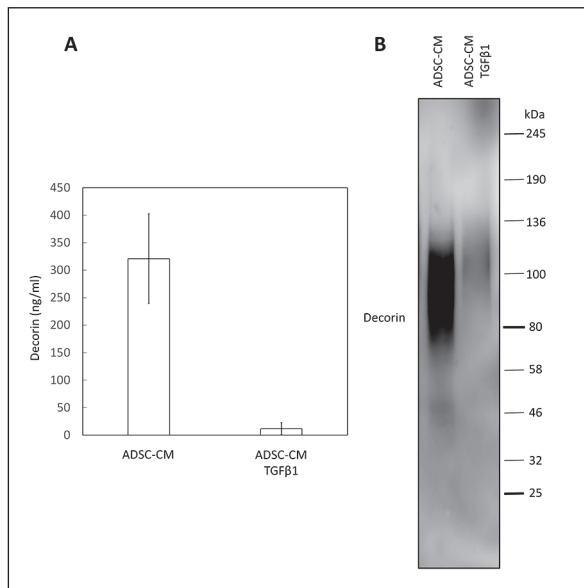 A
450
400
350
300
250
200
150
100
50
0
Decorin (ng/ml)
ADSC-CM
ADSC-CM
TGFβ1
B
ADSC-CM
ADSC-CM
TGFβ1
kDa
245
190
136
100
80
58
46
32
25
Decorin